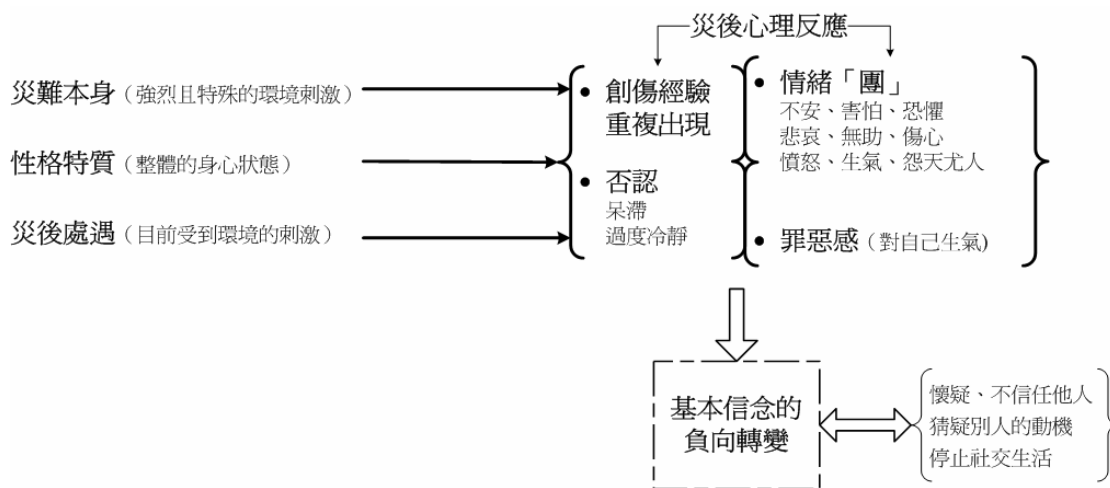 災後心理反應
災難本身（強烈且特殊的環境刺激）
性格特質（整體的身心狀態）
災後處遇（目前受到環境的刺激）
• 創傷經驗
重複出現
• 否認
呆滯
過度冷靜
• 情緒「團」
不安、害怕、恐懼
悲哀、無助、傷心
憤怒、生氣、怨天尤人
• 罪惡感（對自己生氣)
基本信念的
負向轉變
懷疑、不信任他人
猜疑別人的動機
停止社交生活